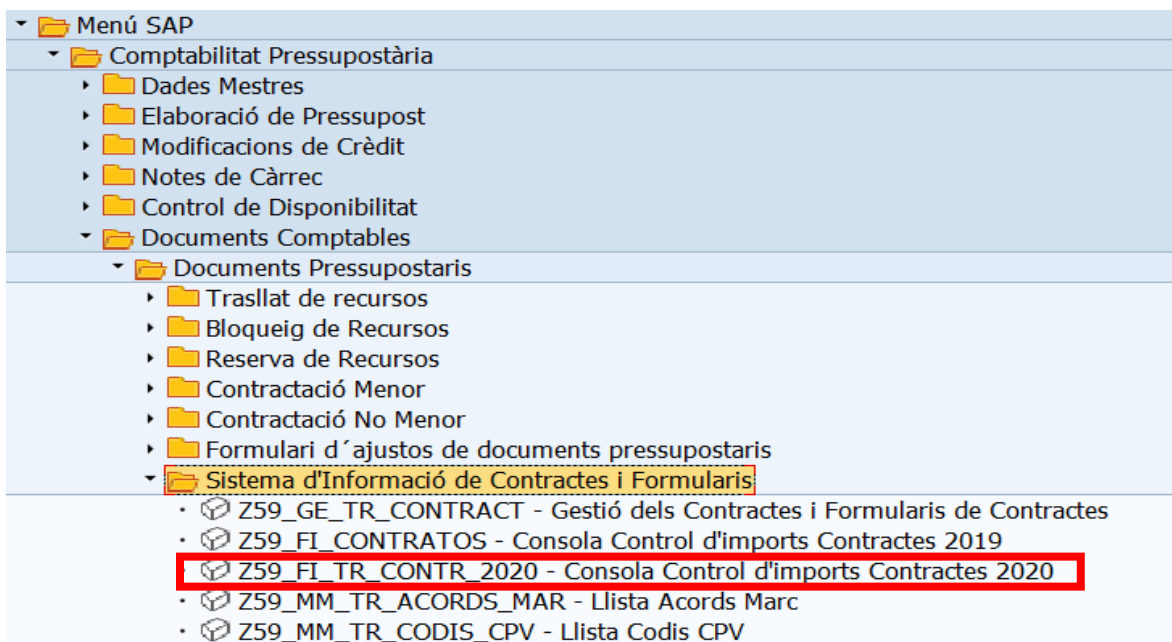 Menú SAP
Comptabilitat Pressupostària
Dades Mestres
Elaboració de Pressupost
Modificacions de Crèdit
Notes de Càrrec
Control de Disponibilitat
Documents Comptables
Documents Pressupostaris
Trasllat de recursos
Bloqueig de Recursos
Reserva de Recursos
Contractació Menor
Contractació No Menor
Formulari d´ajustos de documents pressupostaris
Sistema d'Informació de Contractes i Formularis
Z59_GE_TR_CONTRACT - Gestió dels Contractes i Formularis de Contractes
Z59_FI_CONTRATOS - Consola Control d'imports Contractes 2019
Z59_FI_TR_CONTR_2020 - Consola Control d'imports Contractes 2020
Z59_MM_TR_ACORDS_MAR - Llista Acords Marc
Z59_MM_TR_CODIS_CPV - Llista Codis CPV